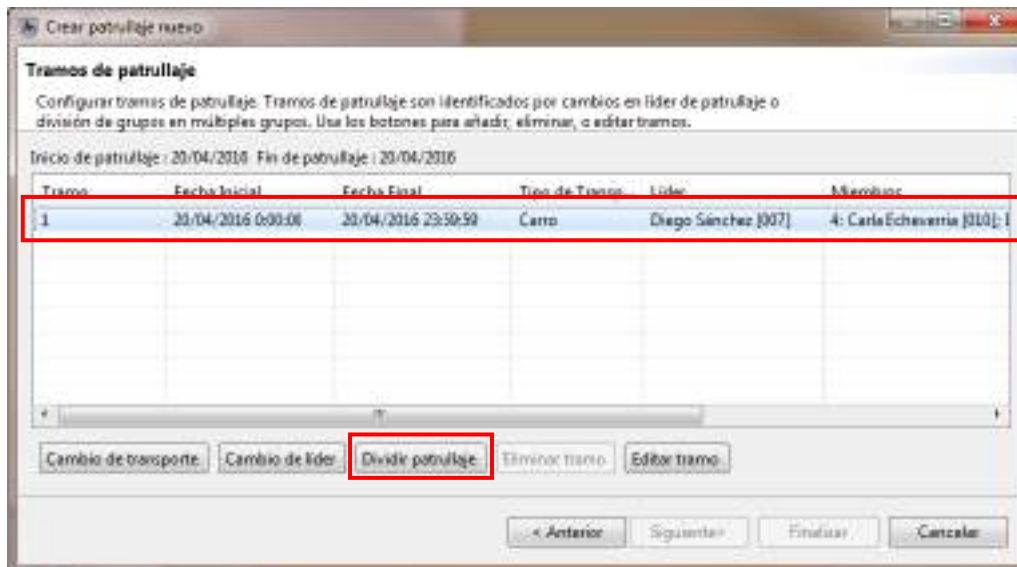 Crear patrullaje nuevo
Tramos de patrullaje
Configurar tramos de patrullaje. Tramos de patrullaje son identificados por cambios en líder de patrullaje o
división de grupos en múltiples grupos. Use los botones para añadir, eliminar, o editar tramos.
Inicio de patrullaje : 20/04/2016 Fin de patrullaje : 20/04/2016
Tramo Fecha Inicial Fecha Final Tipo de Transp... Líder Miembros
1 20/04/2016 0:00:00 20/04/2016 23:59:59 Carro Diego Sánchez [007] 4: Carla Echeverria [010];
Cambio de transporte Cambio de líder Dividir patrullaje Eliminar tramo Editar tramo
< Anterior Siguiente> Finalizar Cancelar